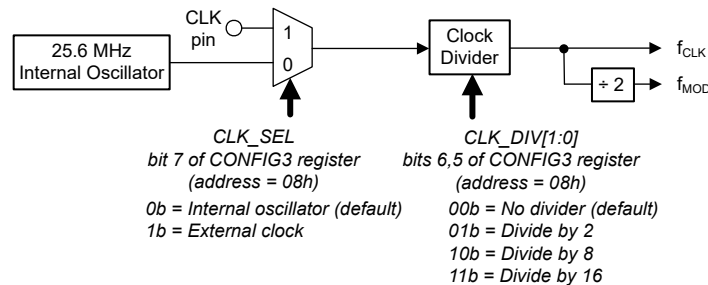 CLK
pin
25.6 MHz
Internal Oscillator
1
0
Clock
Divider
fCLK
÷ 2
fMOD
CLK_SEL
bit 7 of CONFIG3 register
(address = 08h)
0b = Internal oscillator (default)
1b = External clock
CLK_DIV[1:0]
bits 6,5 of CONFIG3 register
(address = 08h)
00b = No divider (default)
01b = Divide by 2
10b = Divide by 8
11b = Divide by 16